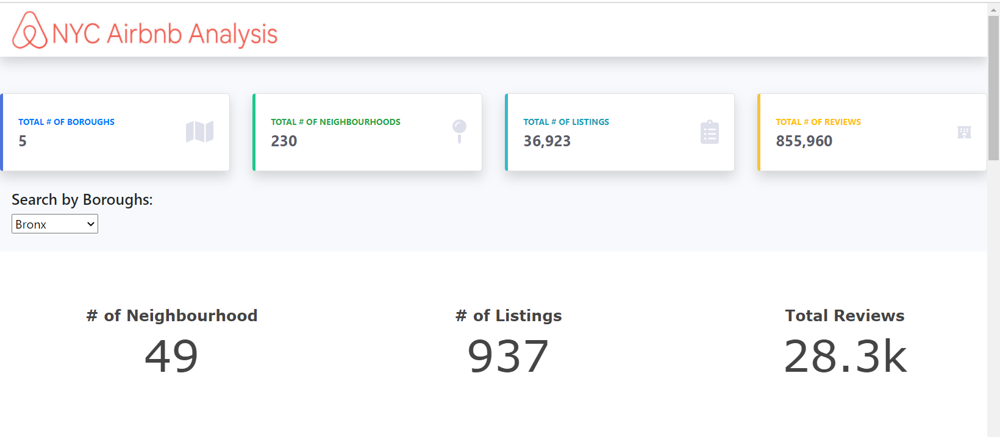 NYC Airbnb Analysis
TOTAL # OF BOROUGHS
5
TOTAL # OF NEIGHBOURHOODS
230
TOTAL # OF LISTINGS
36,923
TOTAL # OF REVIEWS
855,960
Search by Boroughs:
Bronx
# of Neighbourhood
49
# of Listings
937
Total Reviews
28.3k